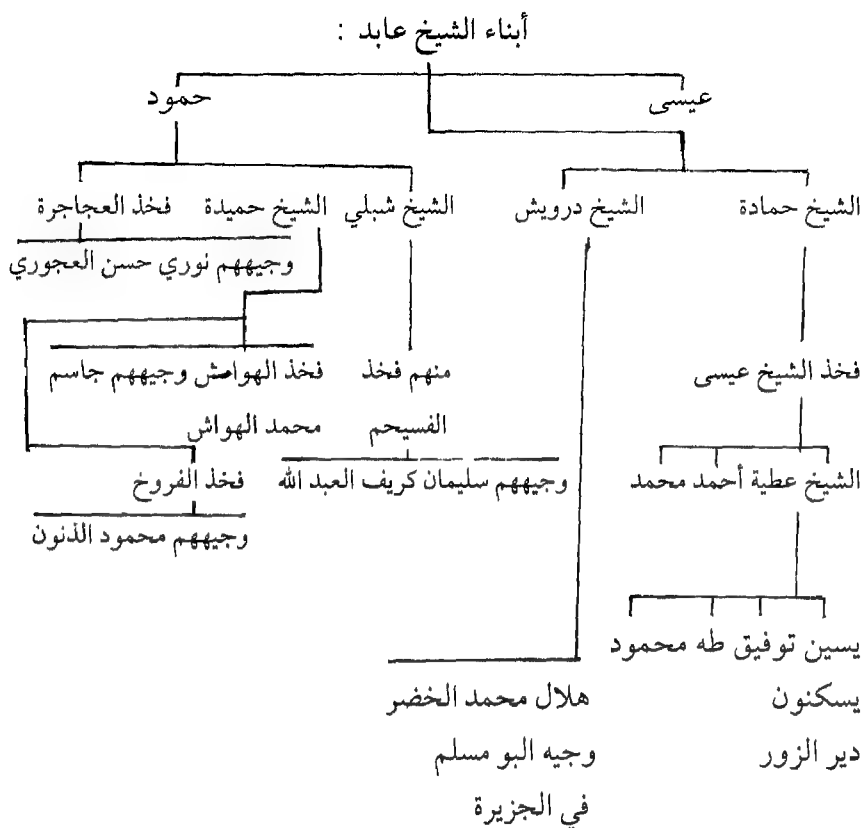 أبناء الشيخ عابد :
عيسى حمود
الشيخ حمادة الشيخ درويش الشيخ شبلي الشيخ حميدة فخذ العجاجرة
وجيههم نوري حسن العجوري
فخذ الشيخ عيسى منهم فخذ فخذ الهواش وجيههم جاسم
الفسيحم محمد الهواش
الشيخ عطية أحمد محمد وجيههم سليمان كريف العبد الله فخذ الفروخ
وجيههم محمود الذنون
يسين توفيق طه محمود
يسكنون هلال محمد الخضر
دير الزور وجيه البو مسلم
في الجزيرة